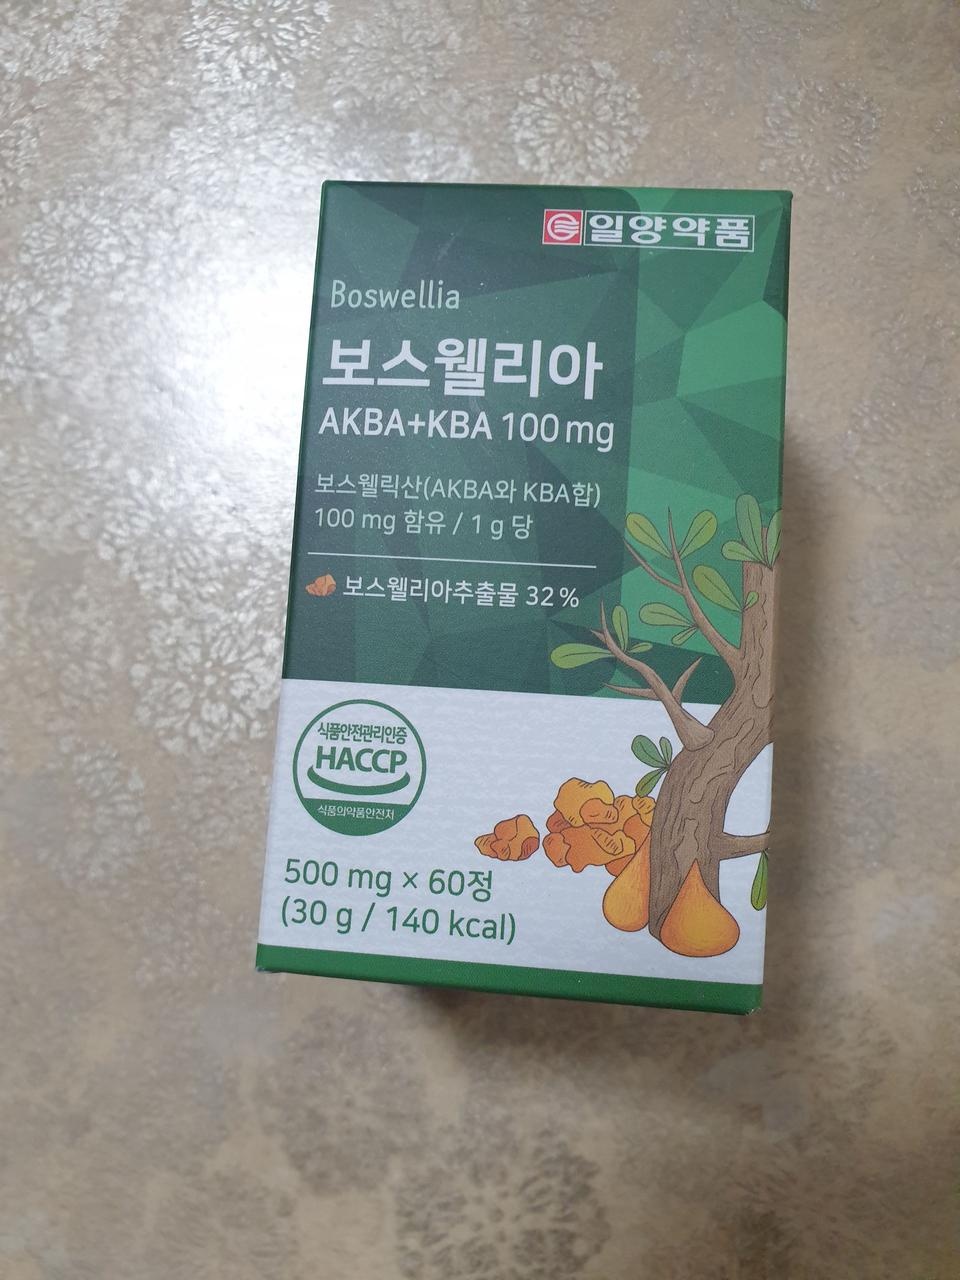 일양약품
Boswellia
보스웰리아
AKBA+KBA 100 mg
보스웰릭산(AKBA와 KBA합)
100 mg 함유 / 1 g 당
보스웰리아추출물 32 %
식품안전관리인증
HACCP
식품의약품안전처
500 mg × 60정
(30 g / 140 kcal)